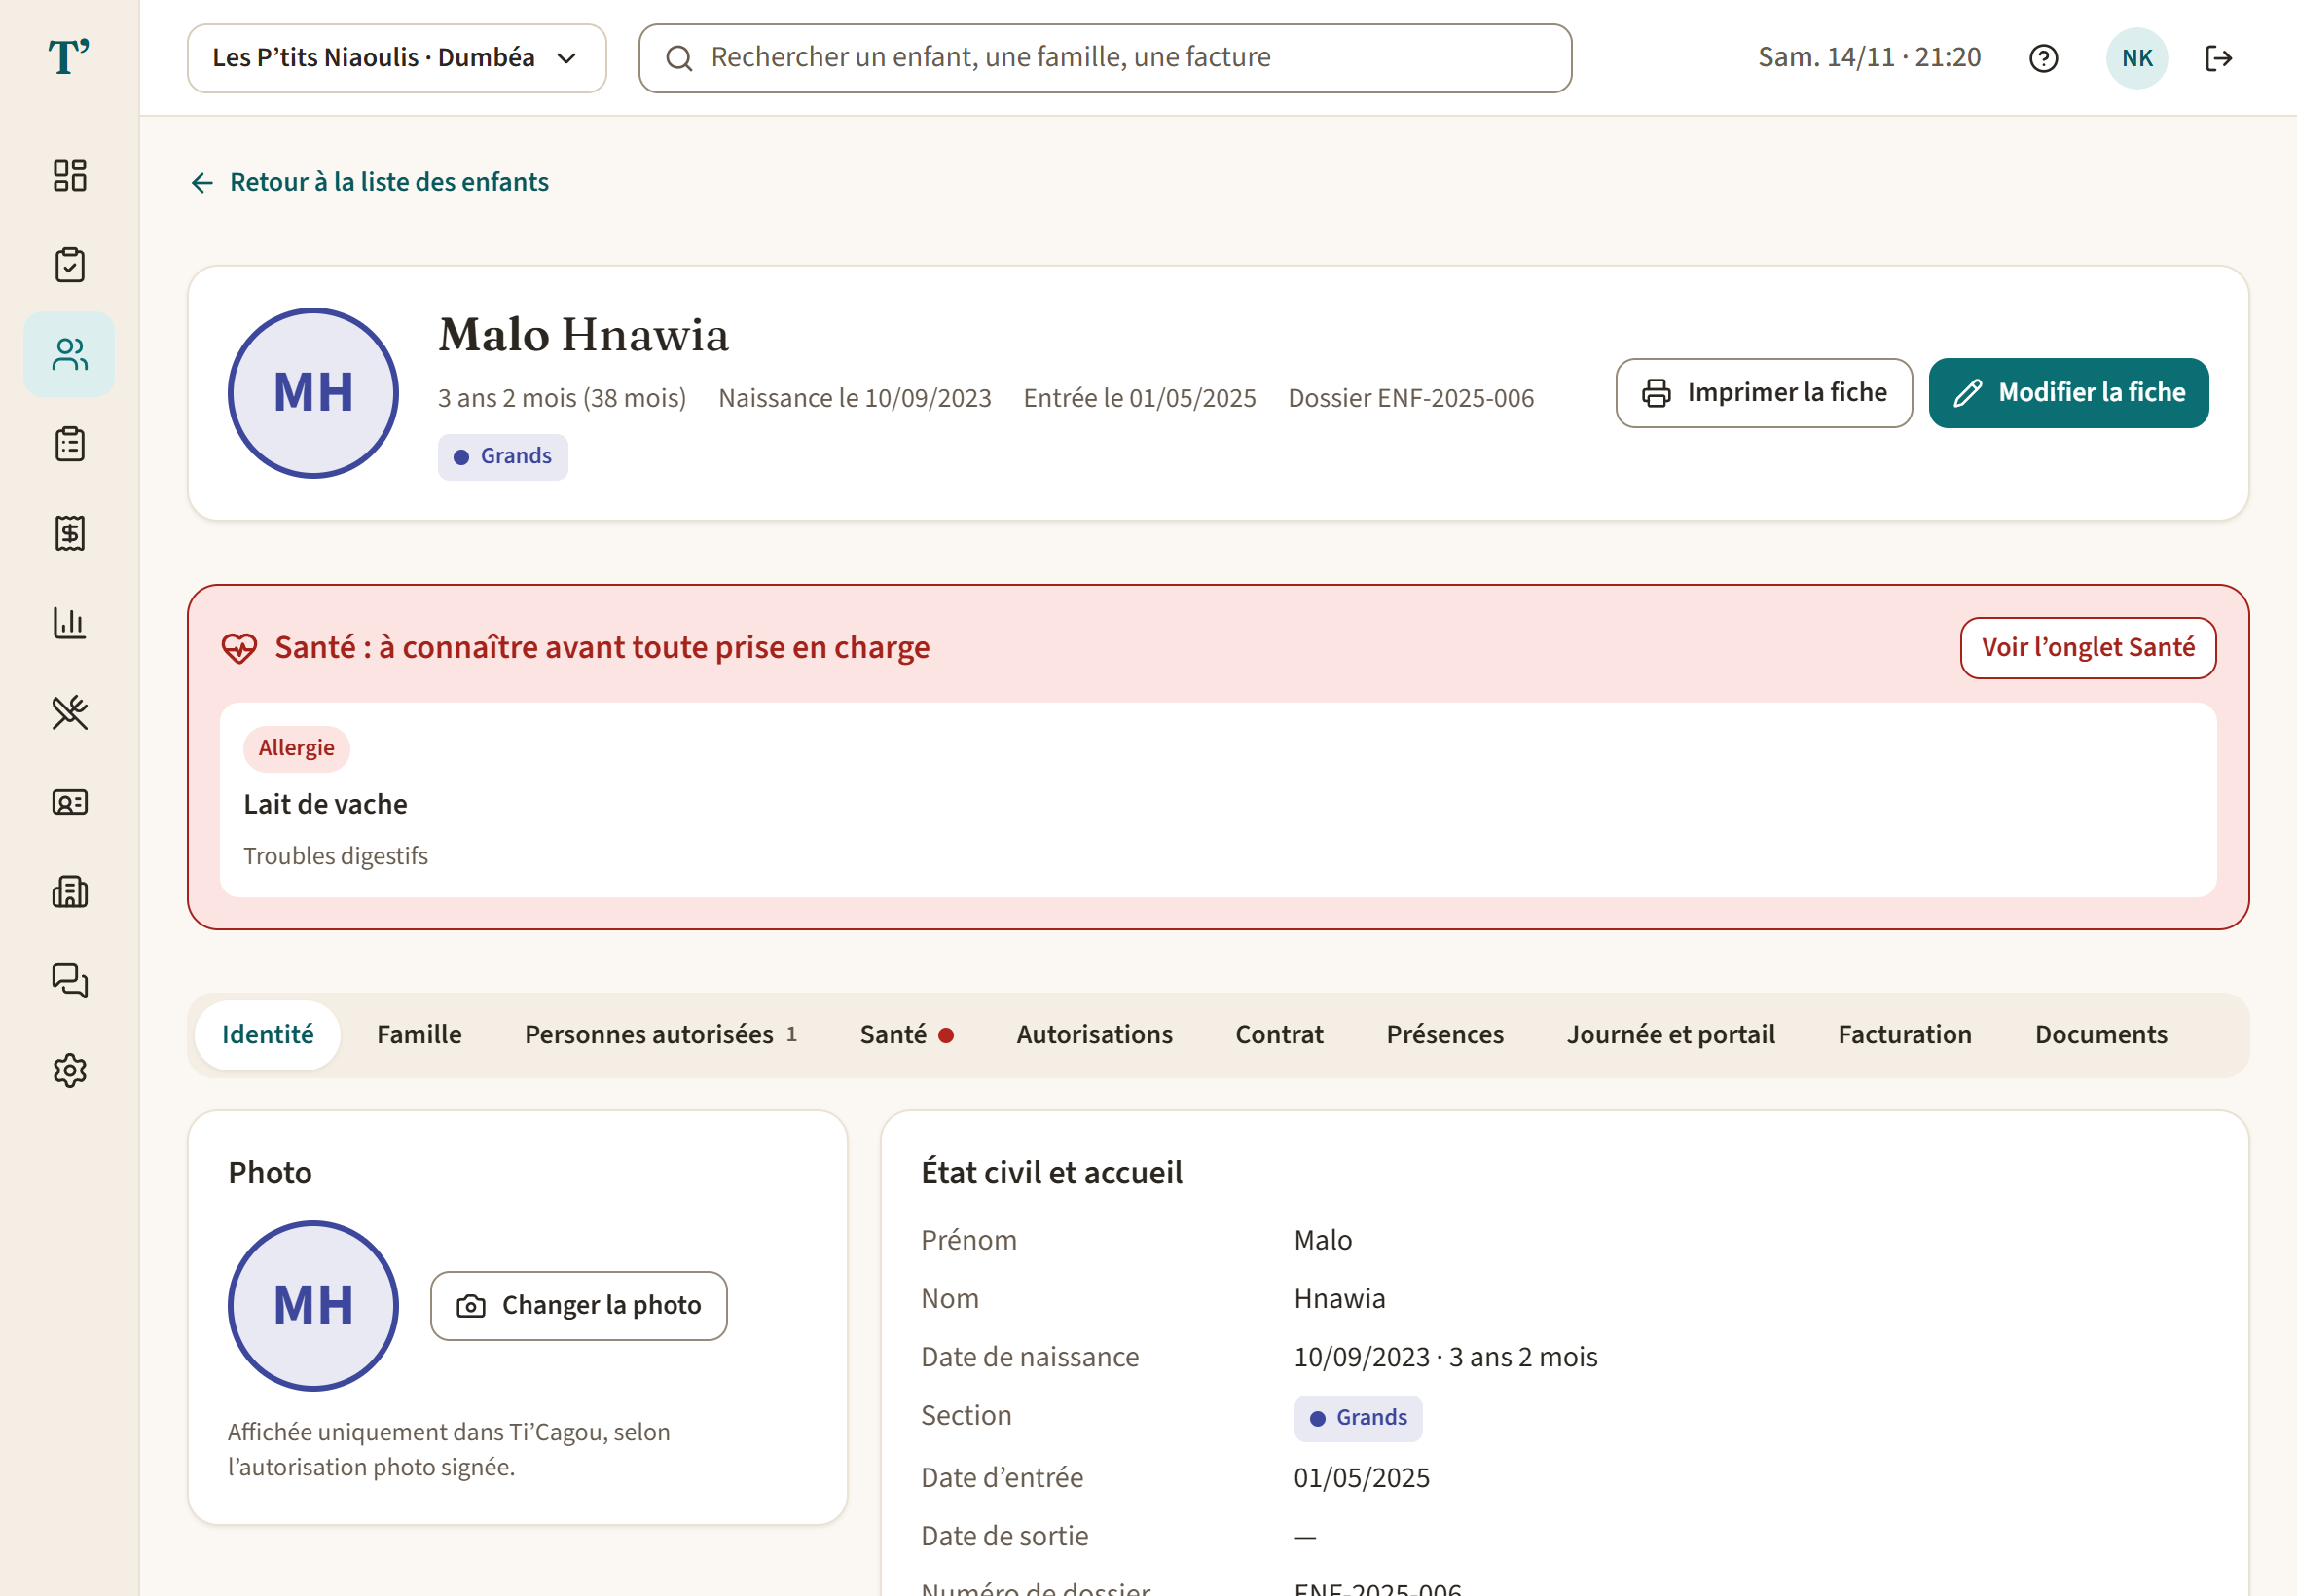 T’
Les P’tits Niaoulis · Dumbéa
Rechercher un enfant, une famille, une facture
Sam. 14/11 · 21:20
NK
Retour à la liste des enfants
MH
Malo Hnawia
3 ans 2 mois (38 mois) Naissance le 10/09/2023 Entrée le 01/05/2025 Dossier ENF-2025-006
Grands
Imprimer la fiche
Modifier la fiche
Santé : à connaître avant toute prise en charge
Voir l’onglet Santé
Allergie
Lait de vache
Troubles digestifs
Identité Famille Personnes autorisées 1 Santé Autorisations Contrat Présences Journée et portail Facturation Documents
Photo
MH
Changer la photo
Affichée uniquement dans Ti’Cagou, selon
l’autorisation photo signée.
État civil et accueil
Prénom Malo
Nom Hnawia
Date de naissance 10/09/2023 · 3 ans 2 mois
Section Grands
Date d’entrée 01/05/2025
Date de sortie —
Numéro de dossier ENF-2025-006